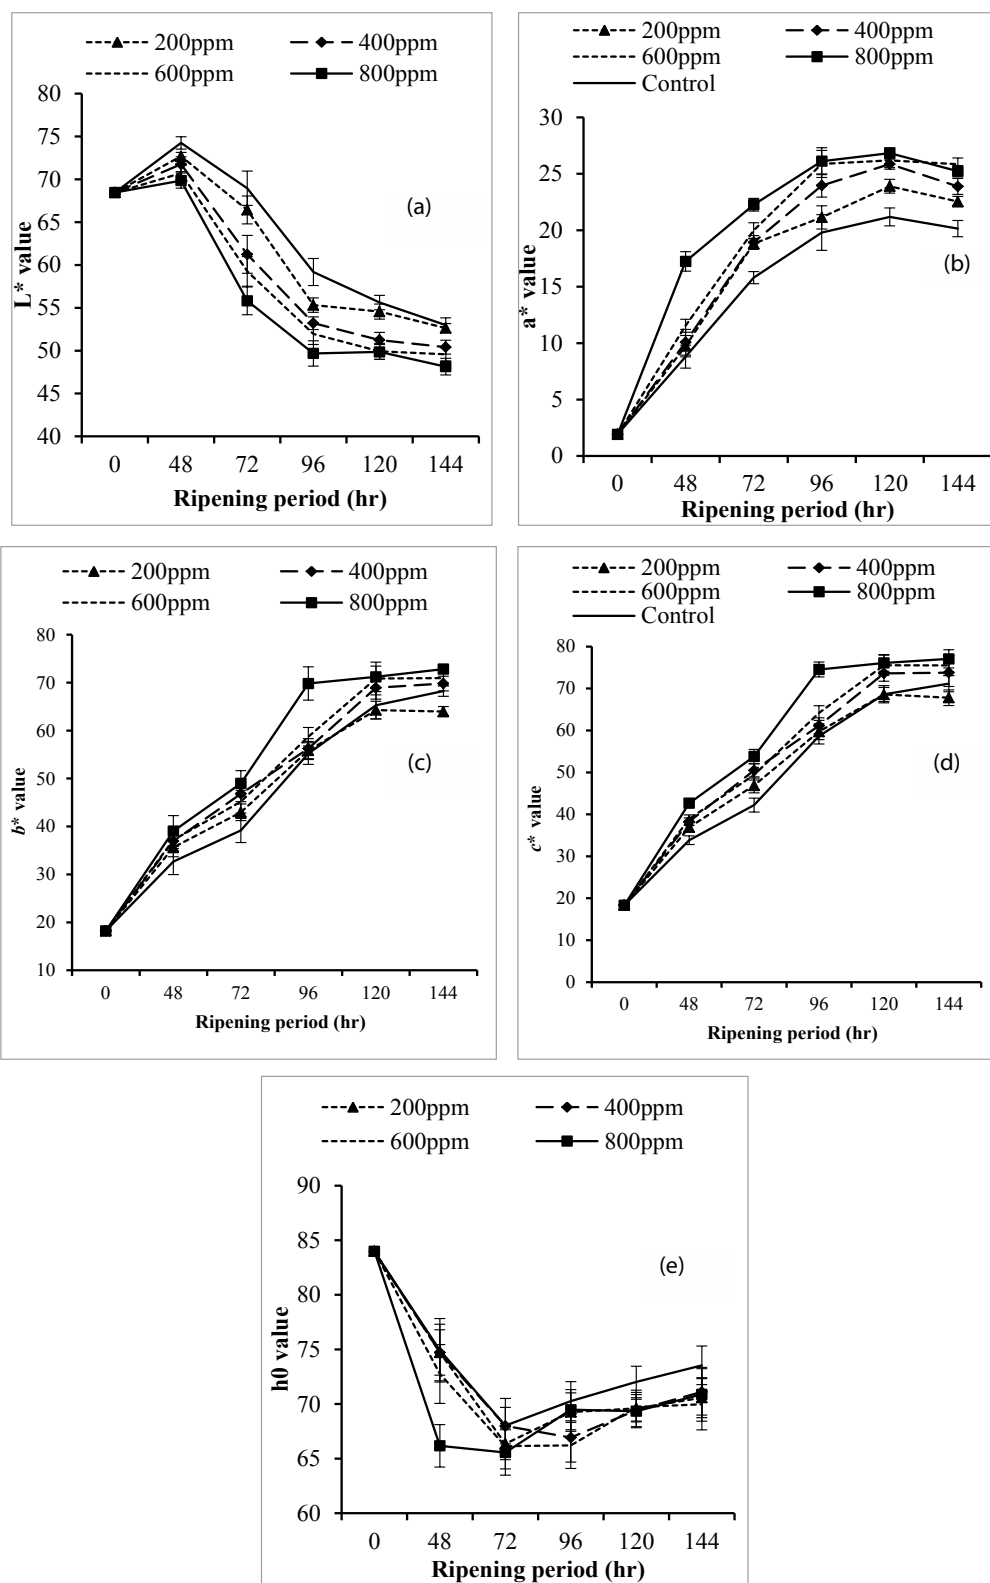 200ppm 400ppm
600ppm 800ppm
80
75
70
65
60
55
50
45
40
L* value
(a)
0 48 72 96 120 144
Ripening period (hr)
200ppm 400ppm
600ppm 800ppm
Control
30
25
20
15
10
5
0
a* value
(b)
0 48 72 96 120 144
Ripening period (hr)
200ppm 400ppm
600ppm 800ppm
80
70
60
50
40
30
20
10
b* value
(c)
0 48 72 96 120 144
Ripening period (hr)
200ppm 400ppm
600ppm 800ppm
Control
80
70
60
50
40
30
20
10
0
c* value
(d)
0 48 72 96 120 144
Ripening period (hr)
200ppm 400ppm
600ppm 800ppm
90
85
80
75
70
65
60
h0 value
(e)
0 48 72 96 120 144
Ripening period (hr)